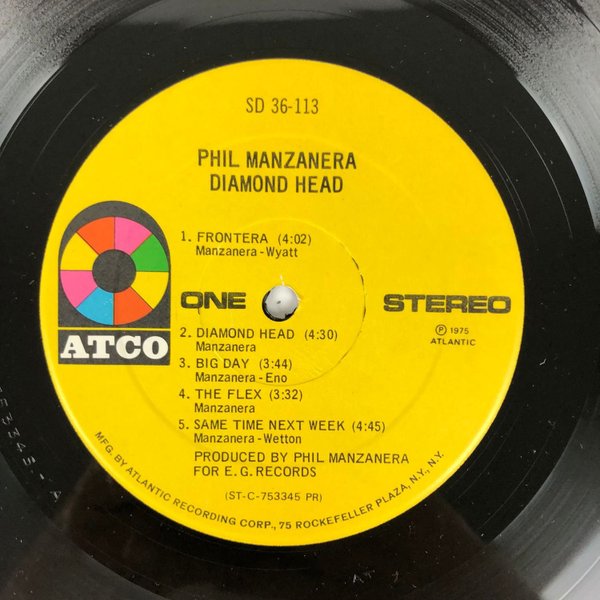 SD 36-113
PHIL MANZANERA
DIAMOND HEAD
1. FRONTERA (4:02)
Manzanera-Wyatt
ATCO
ONE
STEREO
Ⓟ 1975
ATLANTIC
2. DIAMOND HEAD (4:30)
Manzanera
3. BIG DAY (3:44)
Manzanera-Eno
4. THE FLEX (3:32)
Manzanera
5. SAME TIME NEXT WEEK (4:45)
Manzanera-Wetton
PRODUCED BY PHIL MANZANERA
FOR E.G. RECORDS
(ST-C-753345 PR)
MFG. BY ATLANTIC RECORDING CORP., 75 ROCKEFELLER PLAZA, N.Y., N.Y.
AT